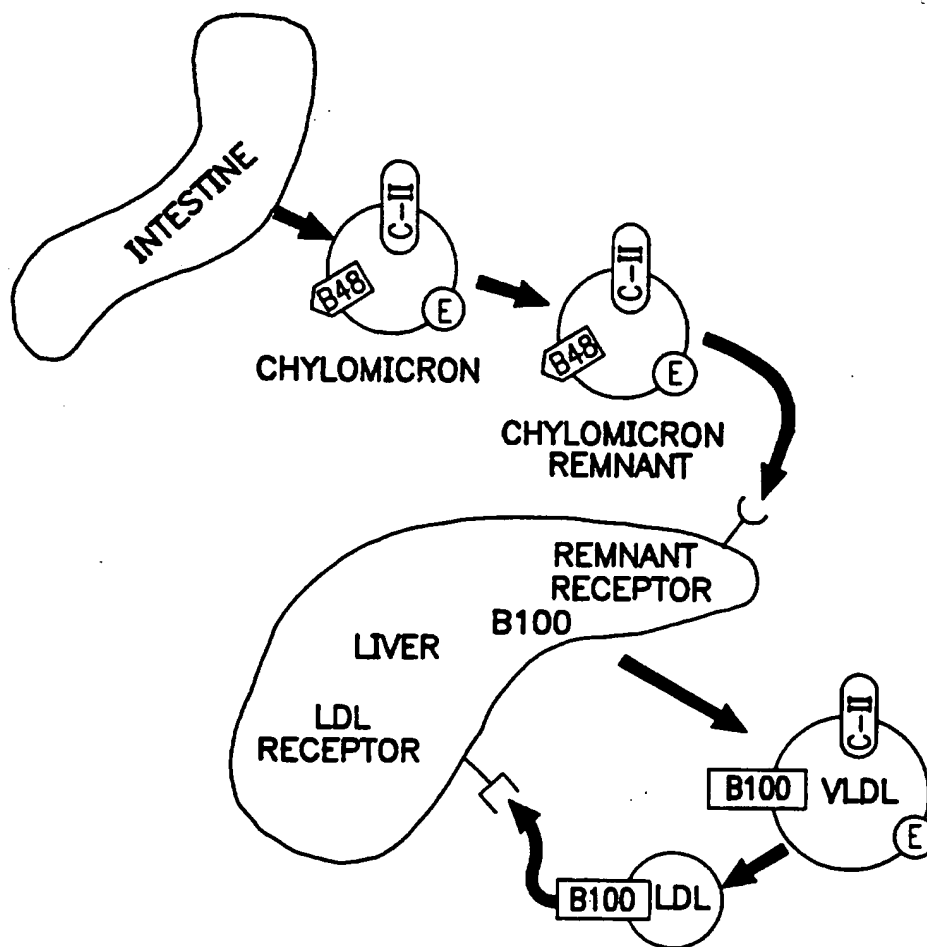 INTESTINE
C-II
B48
E
CHYLOMICRON
C-II
B48
E
CHYLOMICRON
REMNANT
REMNANT
RECEPTOR
B100
LIVER
LDL
RECEPTOR
C-II
B100
VLDL
E
B100
LDL